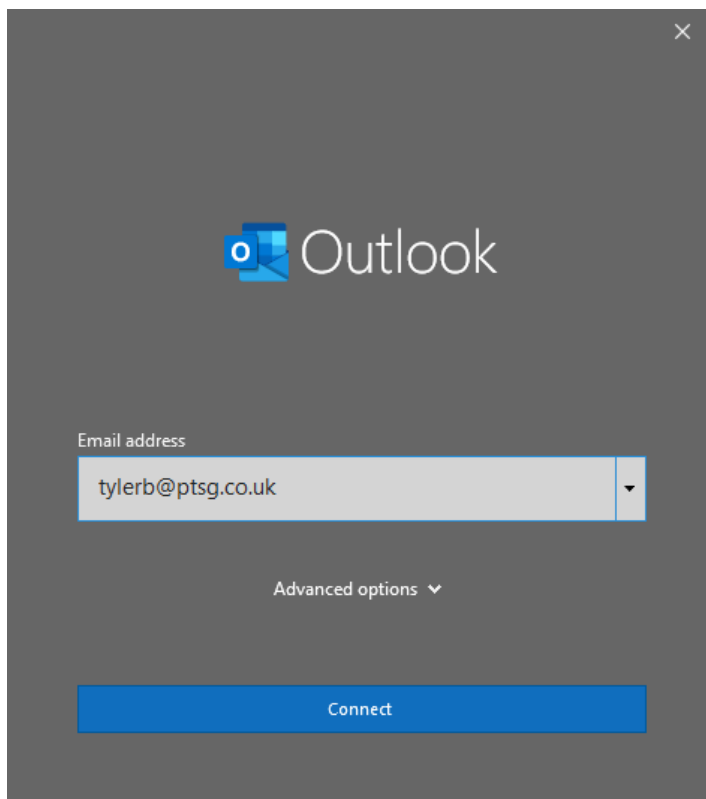 Outlook
Email address
tylerb@ptsg.co.uk
Advanced options
Connect